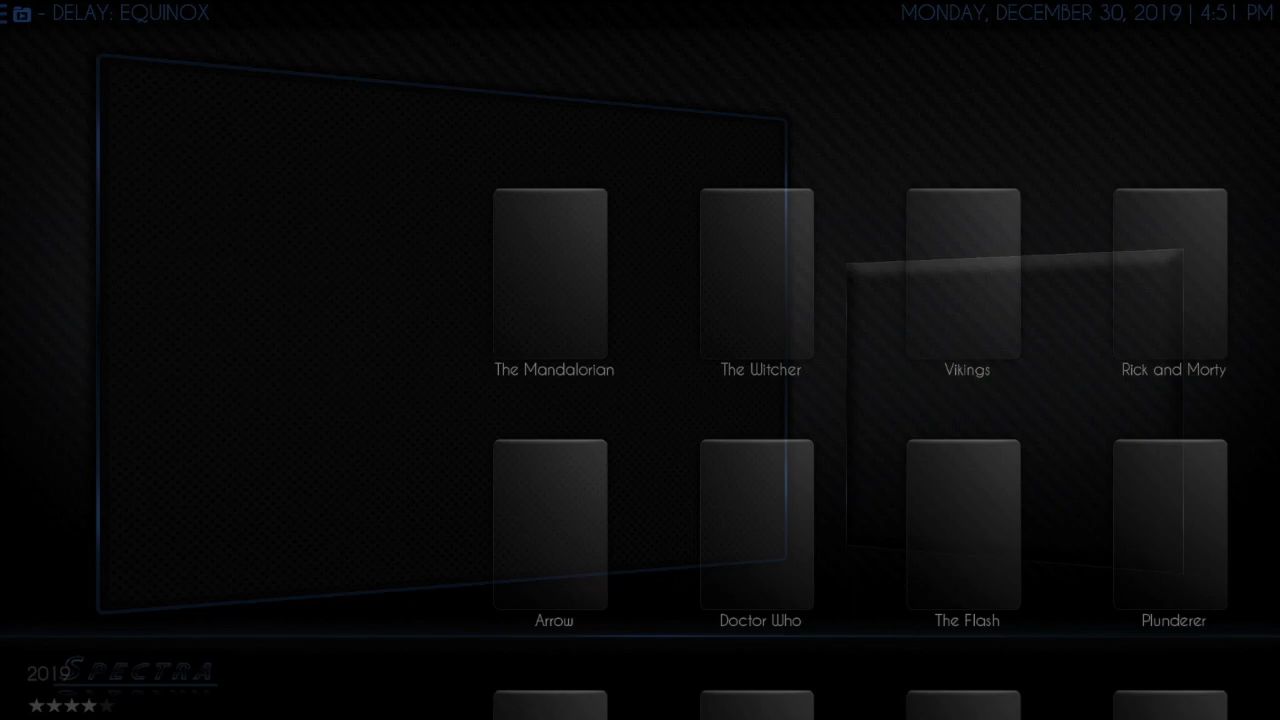 - DELAY: EQUINOX
MONDAY, DECEMBER 30, 2019 | 4:51 PM
The Mandalorian
The Witcher
Vikings
Rick and Morty
Arrow
Doctor Who
The Flash
Plunderer
2019
SPECTRA